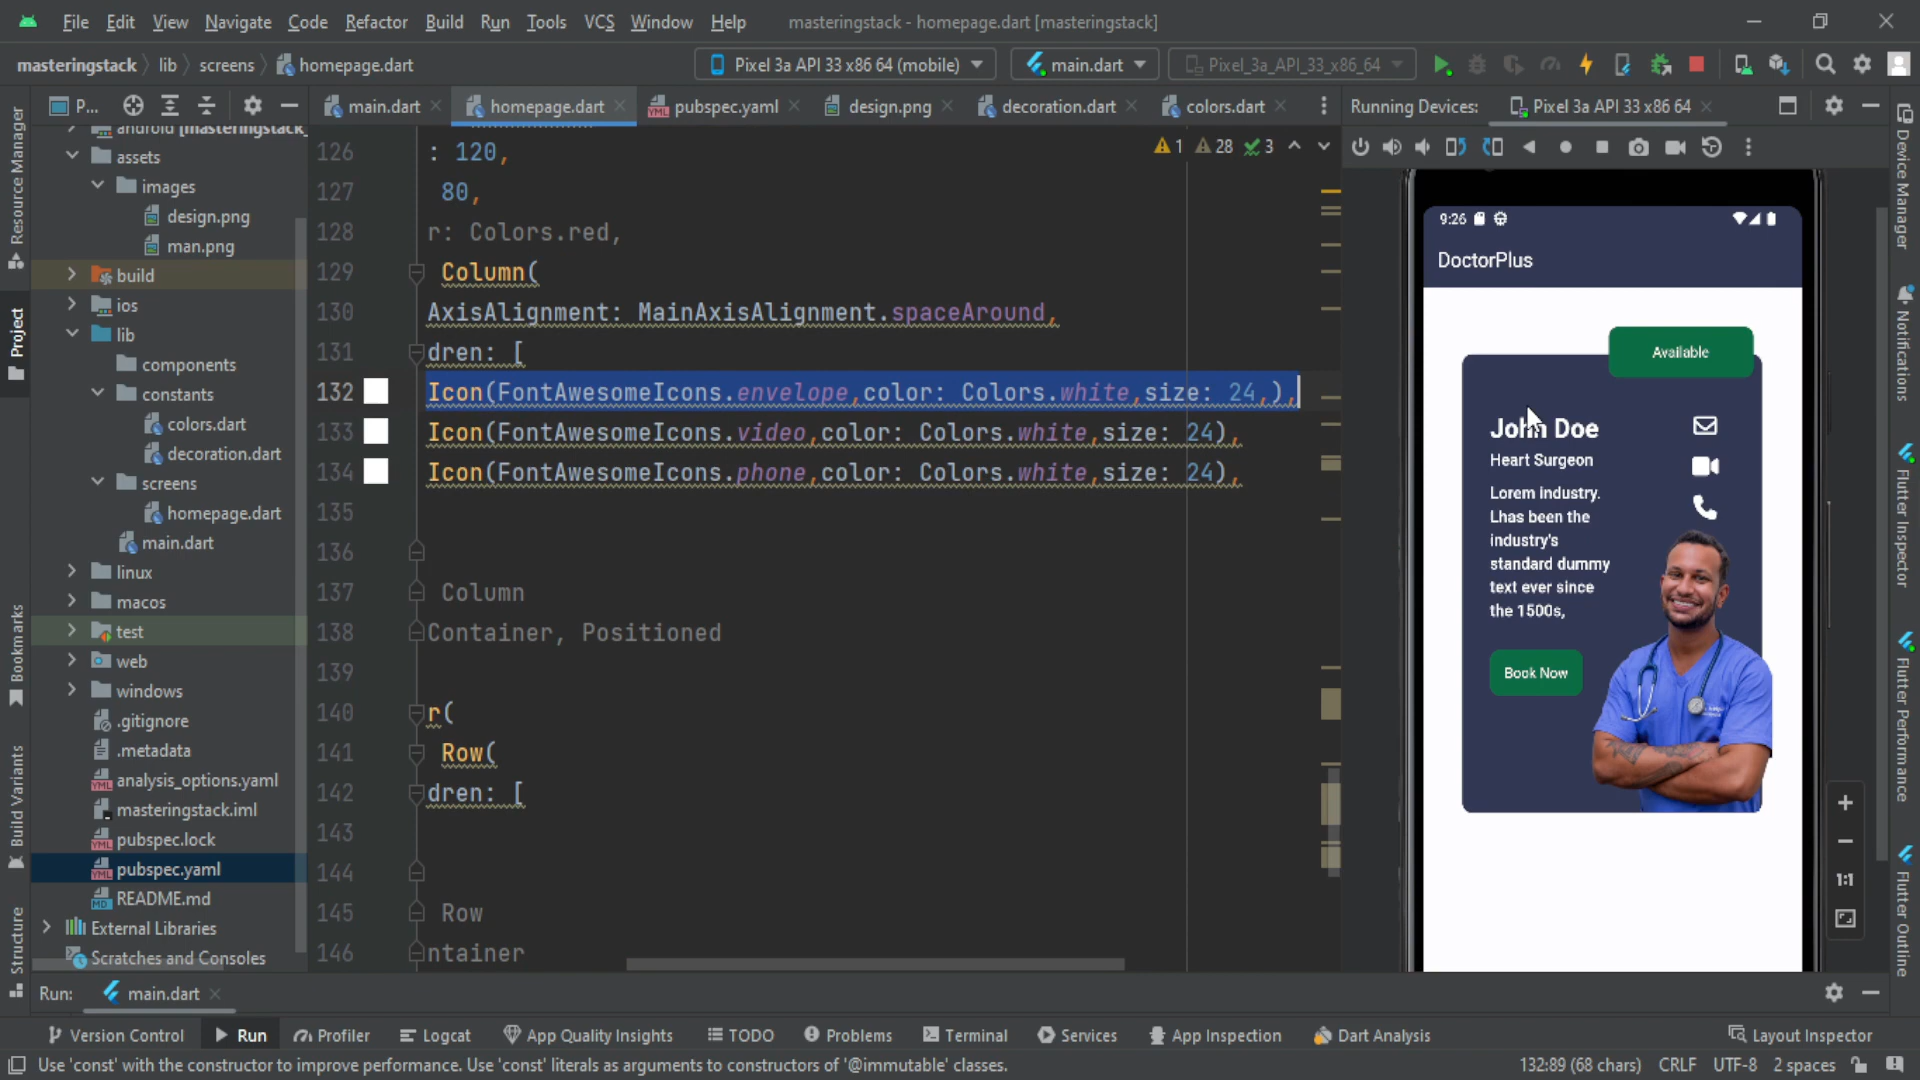 File Edit View Navigate Code Refactor Build Run Tools VCS Window Help masteringstack - homepage.dart [masteringstack]
masteringstack lib screens homepage.dart Pixel 3a API 33 x86 64 (mobile) main.dart Pixel_3a_API_33_x86_64
P... main.dart homepage.dart pubspec.yaml design.png decoration.dart colors.dart Running Devices: Pixel 3a API 33 x86 64
android [masteringstack_
assets
images
design.png
man.png
build
ios
lib
components
constants
colors.dart
decoration.dart
screens
homepage.dart
main.dart
linux
macos
test
web
windows
.gitignore
.metadata
analysis_options.yaml
masteringstack.iml
pubspec.lock
pubspec.yaml
README.md
External Libraries
Scratches and Consoles
1 28 3
126 : 120,
127 80,
128 r: Colors.red,
129 Column(
130 AxisAlignment: MainAxisAlignment.spaceAround,
131 dren: [
132 Icon(FontAwesomeIcons.envelope,color: Colors.white,size: 24,),
133 Icon(FontAwesomeIcons.video,color: Colors.white,size: 24),
134 Icon(FontAwesomeIcons.phone,color: Colors.white,size: 24),
135
136
137 Column
138 Container, Positioned
139
140 r(
141 Row(
142 dren: [
143
144
145 Row
146 ntainer
9:26
DoctorPlus
Available
John Doe
Heart Surgeon
Lorem industry.
Lhas been the
industry's
standard dummy
text ever since
the 1500s,
Book Now
1:1
Resource Manager
Project
Bookmarks
Build Variants
Structure
Device Manager
Notifications
Flutter Inspector
Flutter Performance
Flutter Outline
Run: main.dart
Version Control Run Profiler Logcat App Quality Insights TODO Problems Terminal Services App Inspection Dart Analysis Layout Inspector
Use 'const' with the constructor to improve performance. Use 'const' literals as arguments to constructors of '@immutable' classes. 132:89 (68 chars) CRLF UTF-8 2 spaces